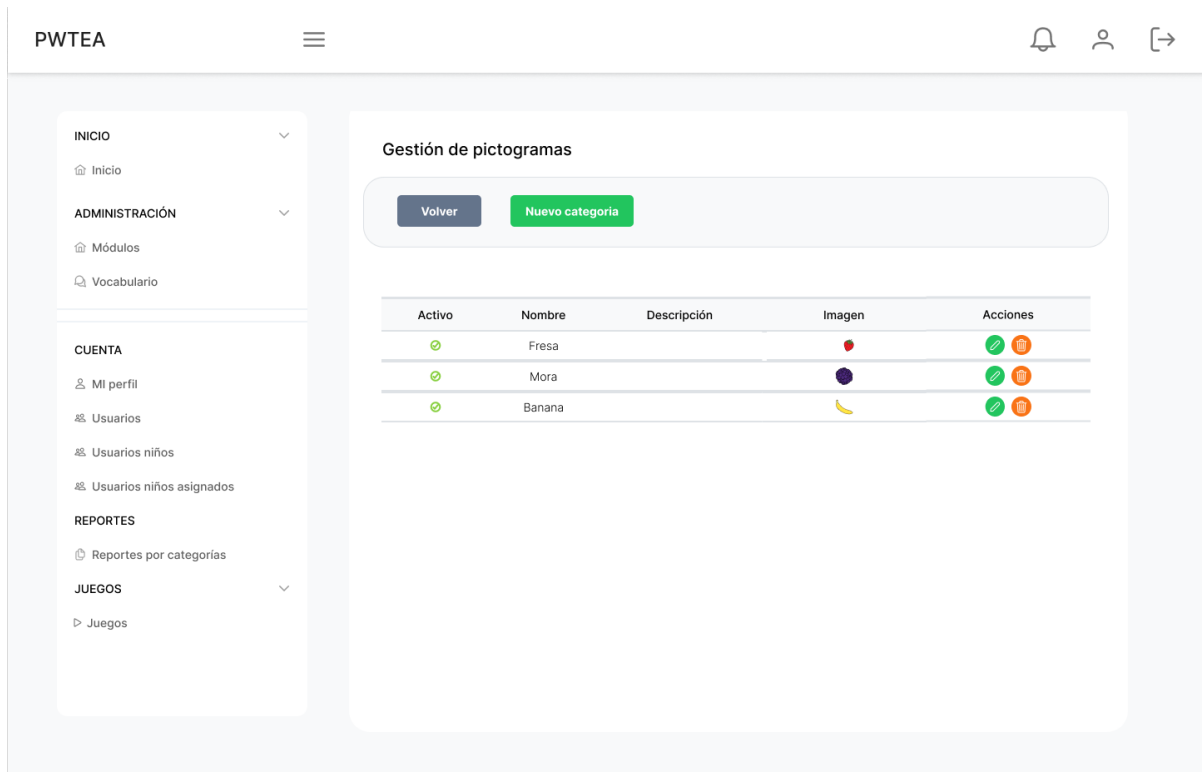 PWTEA
INICIO
Inicio
ADMINISTRACIÓN
Módulos
Vocabulario
CUENTA
MI perfil
Usuarios
Usuarios niños
Usuarios niños asignados
REPORTES
Reportes por categorías
JUEGOS
Juegos
Gestión de pictogramas
Volver Nuevo categoria
Activo Nombre Descripción Imagen Acciones
Fresa
Mora
Banana